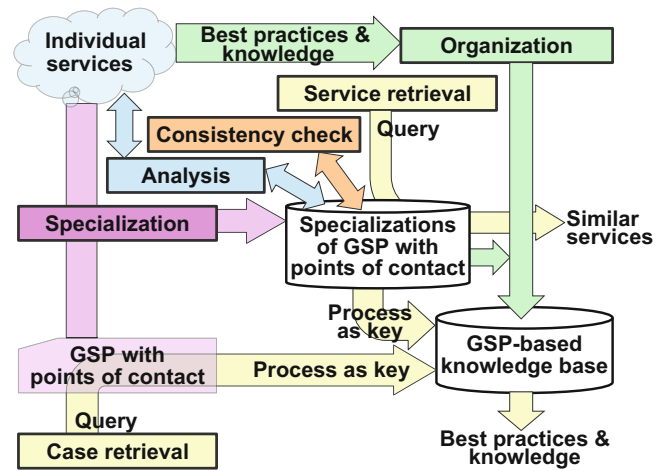 Individual
services
Best practices &
knowledge
Organization
Service retrieval
Query
Consistency check
Analysis
Specialization
Specializations
of GSP with
points of contact
Similar
services
Process
as key
GSP with
points of contact
Process as key
GSP-based
knowledge base
Query
Case retrieval
Best practices &
knowledge